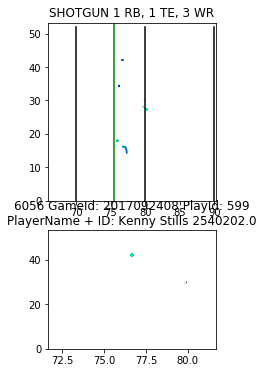 SHOTGUN 1 RB, 1 TE, 3 WR
50
40
30
20
10
0
70 75 80 85 90
6056 GameId: 2017092408 PlayId: 599
PlayerName + ID: Kenny Stills 2540202.0
40
20
0
72.5 75.0 77.5 80.0